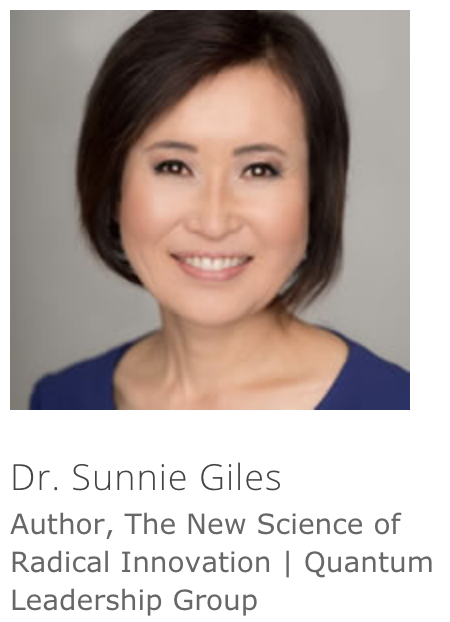 Dr. Sunnie Giles
Author, The New Science of
Radical Innovation | Quantum
Leadership Group